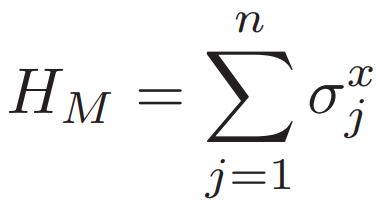 H_M = \sum_{j=1}^{n} \sigma_j^x